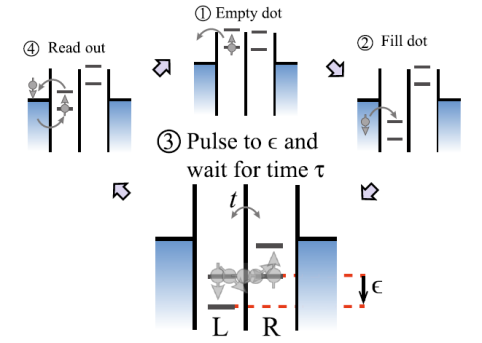 ① Empty dot
④ Read out
② Fill dot
③ Pulse to ϵ and
wait for time τ
t
ϵ
L R